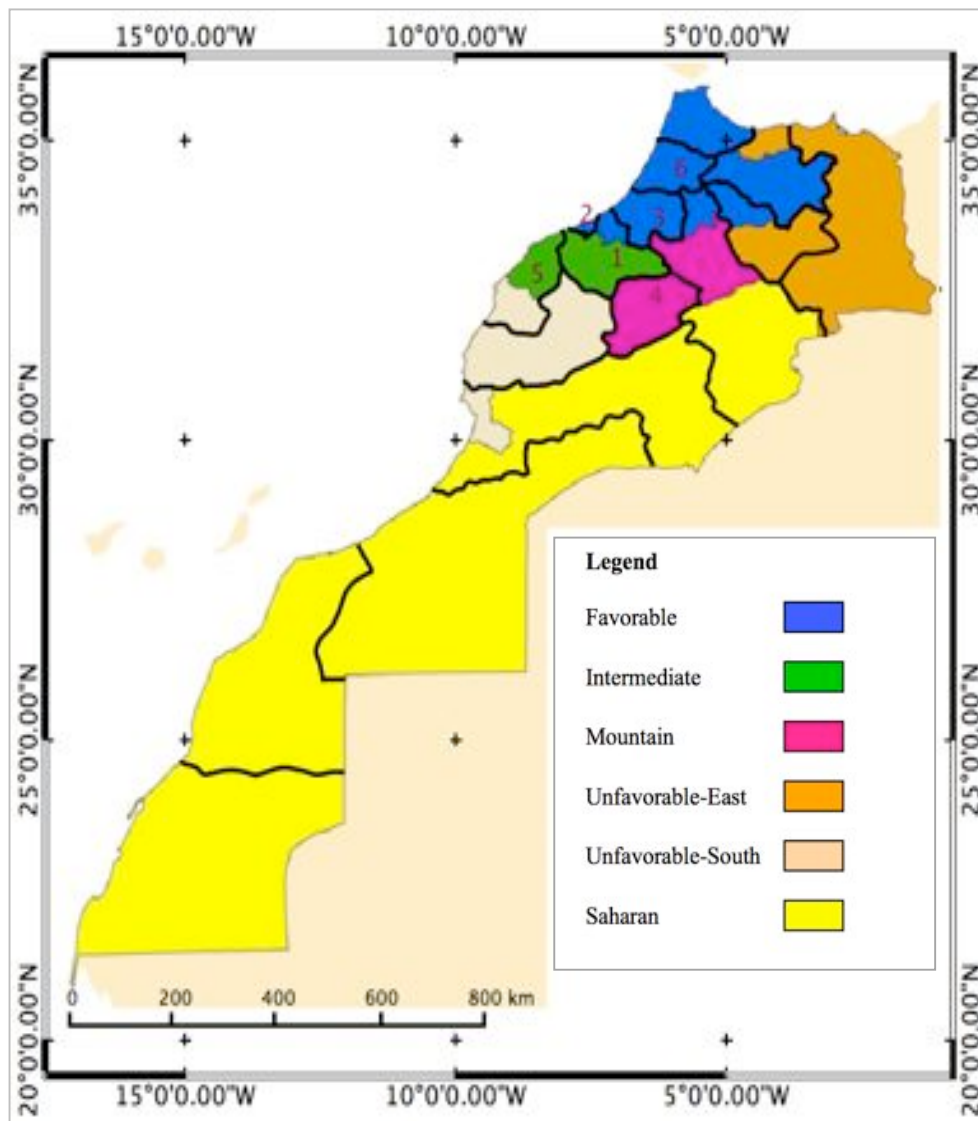 15°0'0.00"W 10°0'0.00"W 5°0'0.00"W
35°0'0.00"N
35°0'0.00"N
6
2
3
1
5
4
30°0'0.00"N
30°0'0.00"N
Legend
Favorable
Intermediate
Mountain
25°0'0.00"N
25°0'0.00"N
Unfavorable-East
Unfavorable-South
Saharan
0 200 400 600 800 km
20°0'0.00"N
20°0'0.00"N
15°0'0.00"W 10°0'0.00"W 5°0'0.00"W